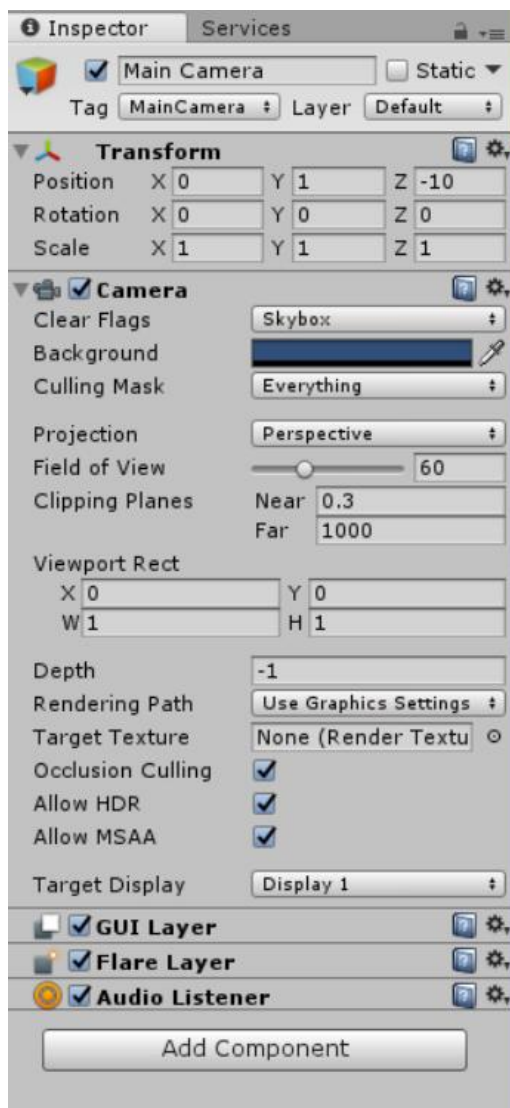 Inspector Services
Main Camera Static
Tag MainCamera Layer Default
Transform
Position X 0 Y 1 Z -10
Rotation X 0 Y 0 Z 0
Scale X 1 Y 1 Z 1
Camera
Clear Flags Skybox
Background
Culling Mask Everything
Projection Perspective
Field of View 60
Clipping Planes Near 0.3
Far 1000
Viewport Rect
X 0 Y 0
W 1 H 1
Depth -1
Rendering Path Use Graphics Settings
Target Texture None (Render Textu
Occlusion Culling
Allow HDR
Allow MSAA
Target Display Display 1
GUI Layer
Flare Layer
Audio Listener
Add Component